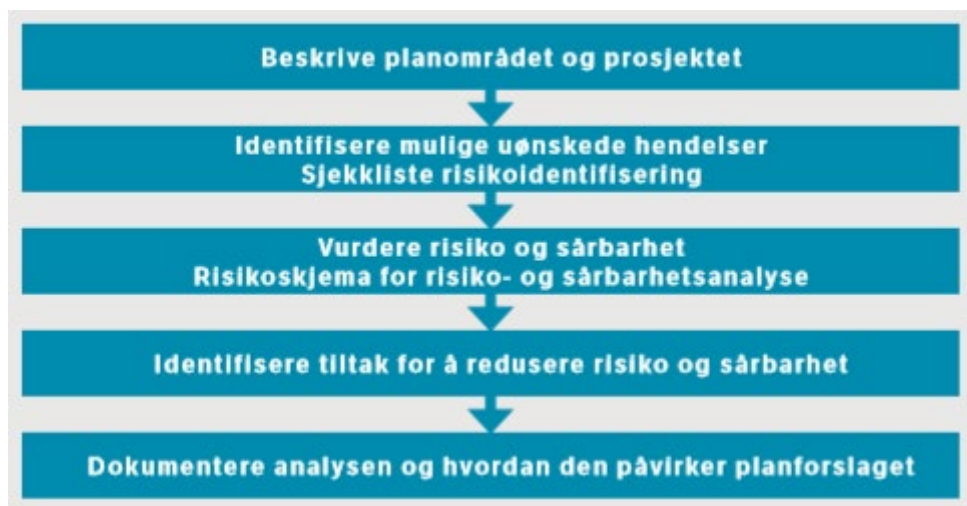 Beskrive planområdet og prosjektet
Identifisere mulige uønskede hendelser
Sjekkliste risikoidentifisering
Vurdere risiko og sårbarhet
Risikoskjema for risiko- og sårbarhetsanalyse
Identifisere tiltak for å redusere risiko og sårbarhet
Dokumentere analysen og hvordan den påvirker planforslaget